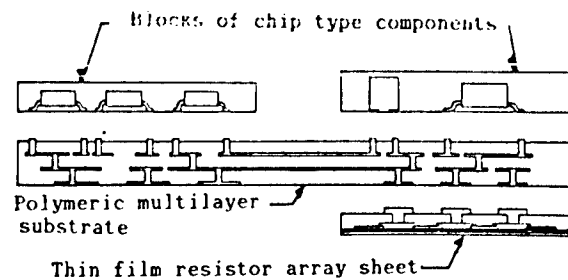 Blocks of chip type components
Polymeric multilayer
substrate
Thin film resistor array sheet